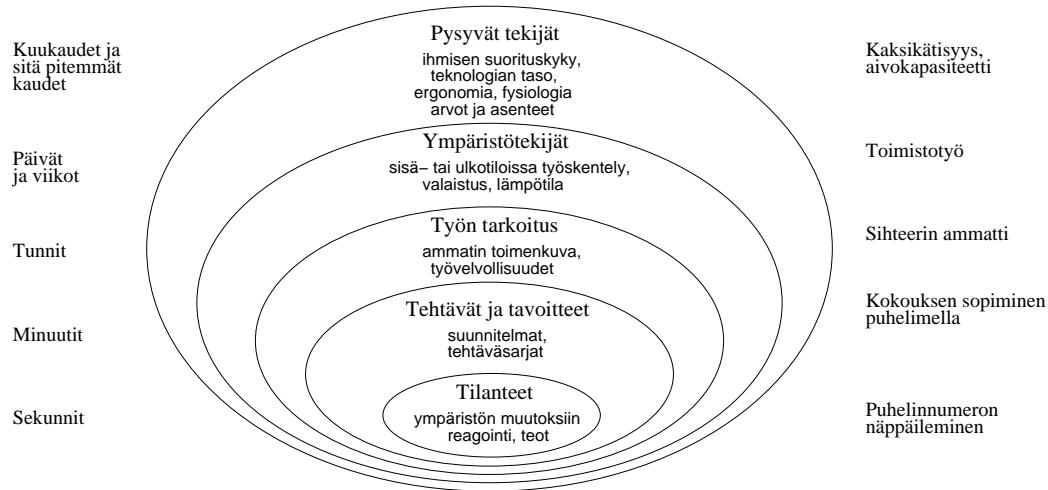 Kuukaudet ja
sitä pitemmät
kaudet
Pysyvät tekijät
ihmisen suorituskyky,
teknologian taso,
ergonomia, fysiologia
arvot ja asenteet
Kaksikätisyys,
aivokapasiteetti
Päivät
ja viikot
Ympäristötekijät
sisä– tai ulkotiloissa työskentely,
valaistus, lämpötila
Toimistotyö
Tunnit
Työn tarkoitus
ammatin toimenkuva,
työvelvollisuudet
Sihteerin ammatti
Minuutit
Tehtävät ja tavoitteet
suunnitelmat,
tehtäväsarjat
Kokouksen sopiminen
puhelimella
Sekunnit
Tilanteet
ympäristön muutoksiin
reagointi, teot
Puhelinnumeron
näppäileminen